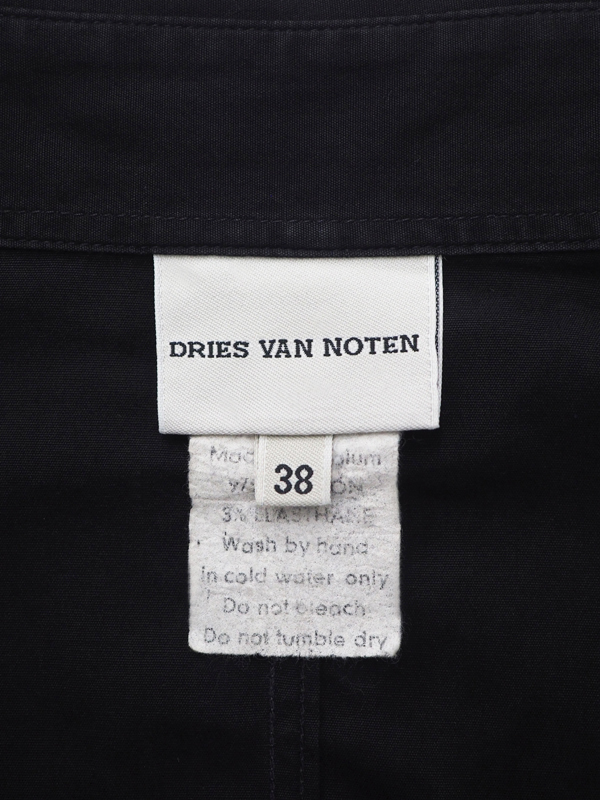 DRIES VAN NOTEN
38
3% ELASTHANE
Wash by hand
in cold water only
Do not bleach
Do not tumble dry